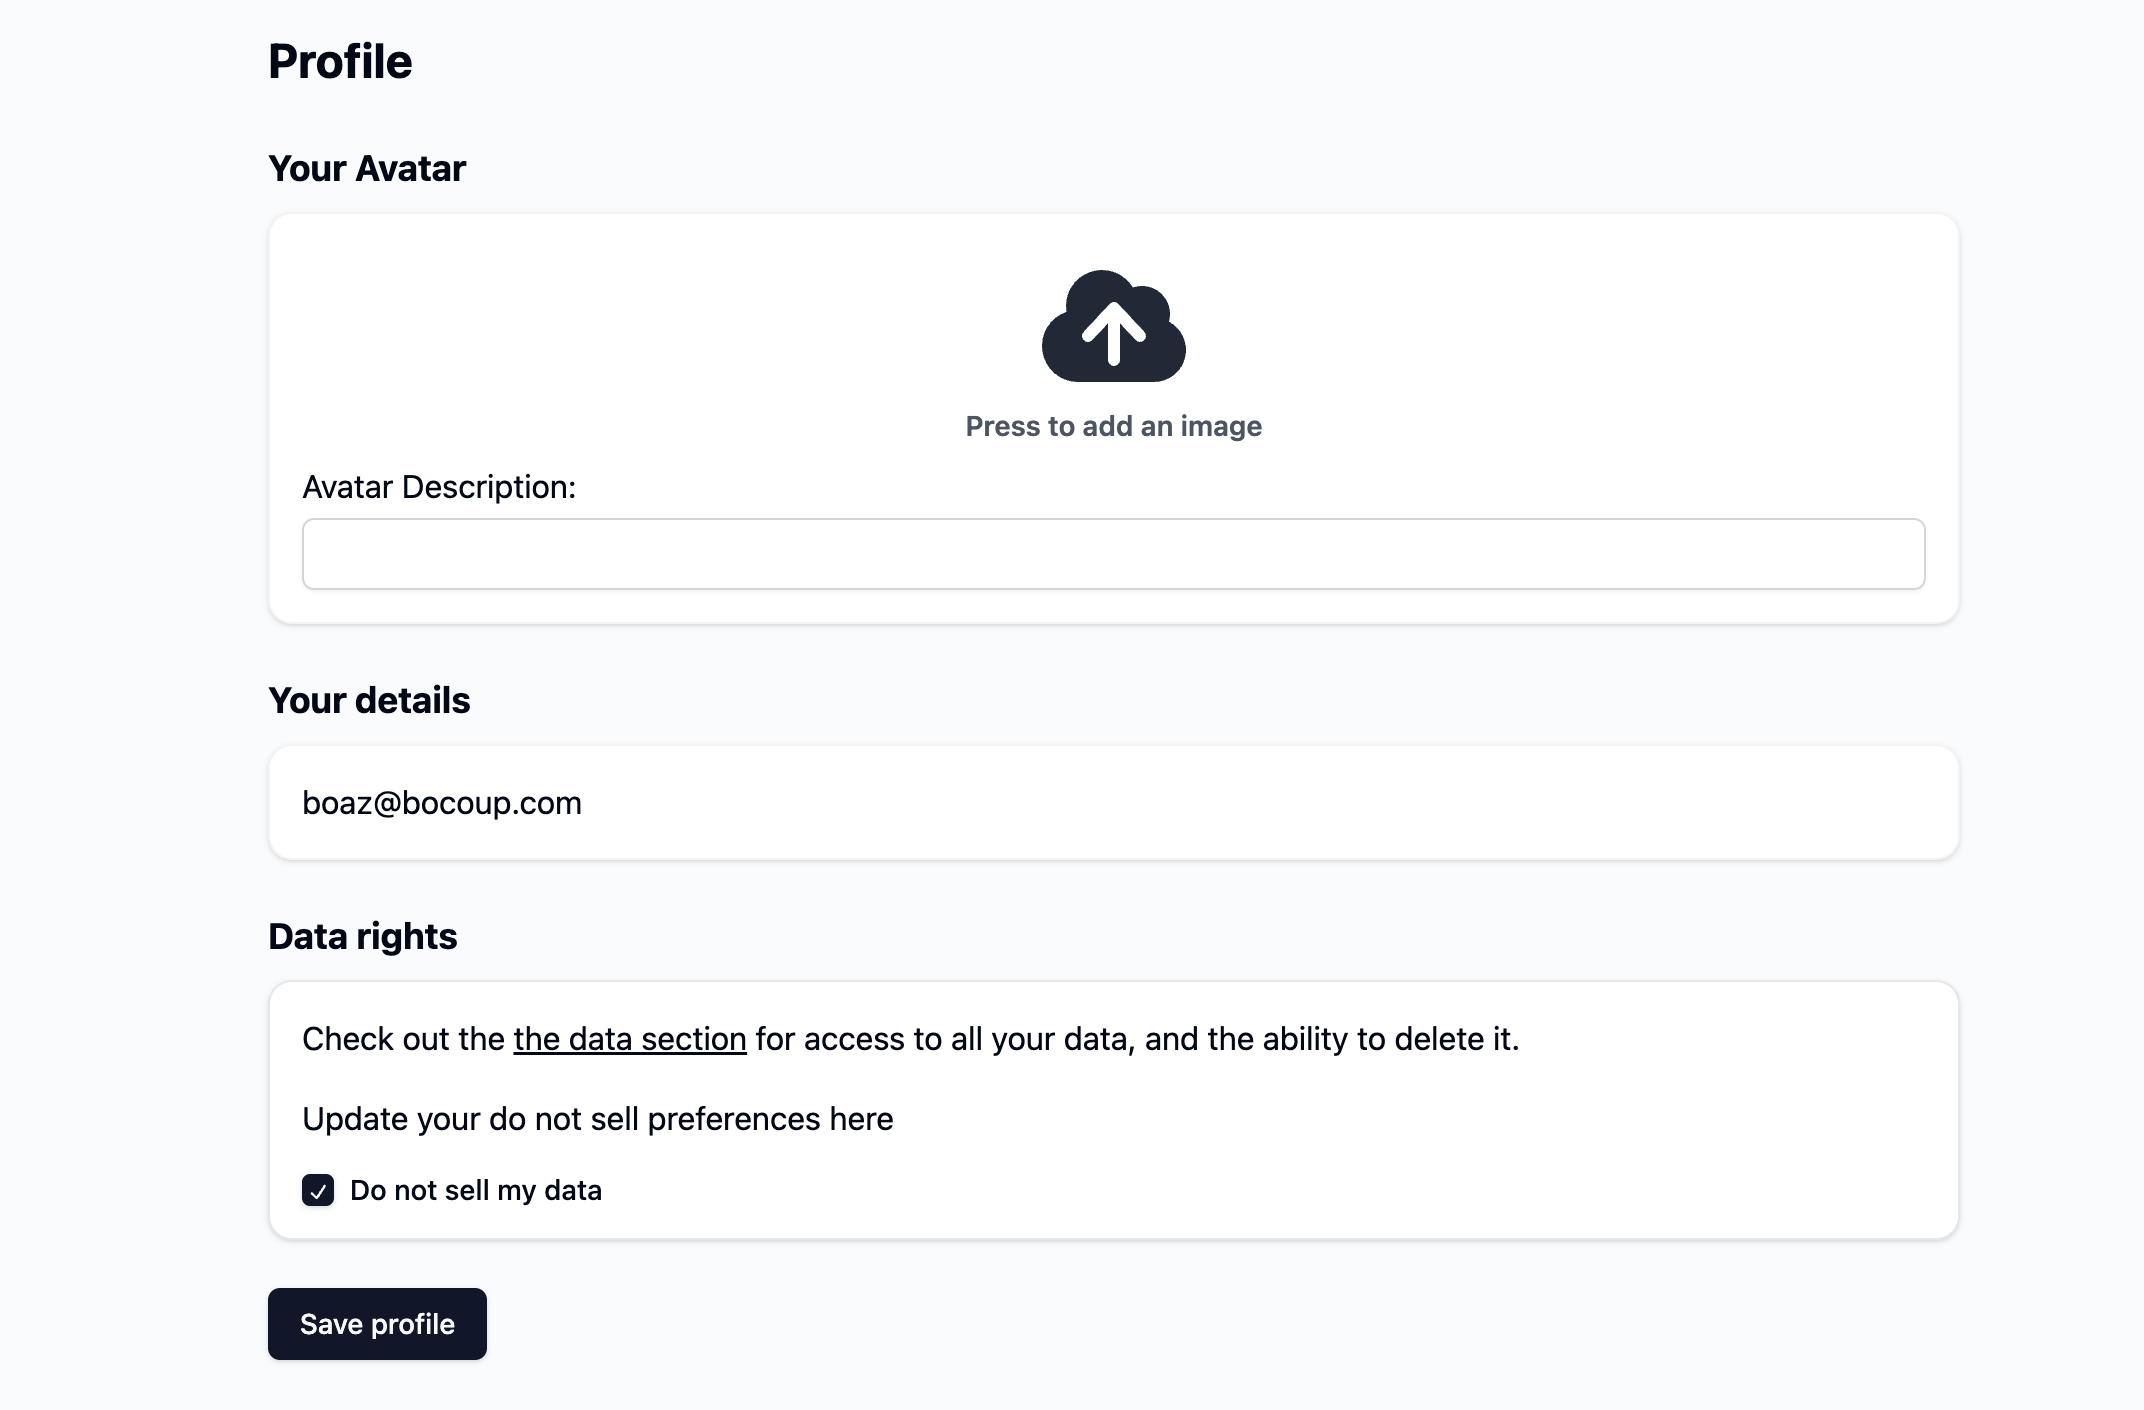 Profile
Your Avatar
Press to add an image
Avatar Description:
Your details
boaz@bocoup.com
Data rights
Check out the the data section for access to all your data, and the ability to delete it.
Update your do not sell preferences here
Do not sell my data
Save profile